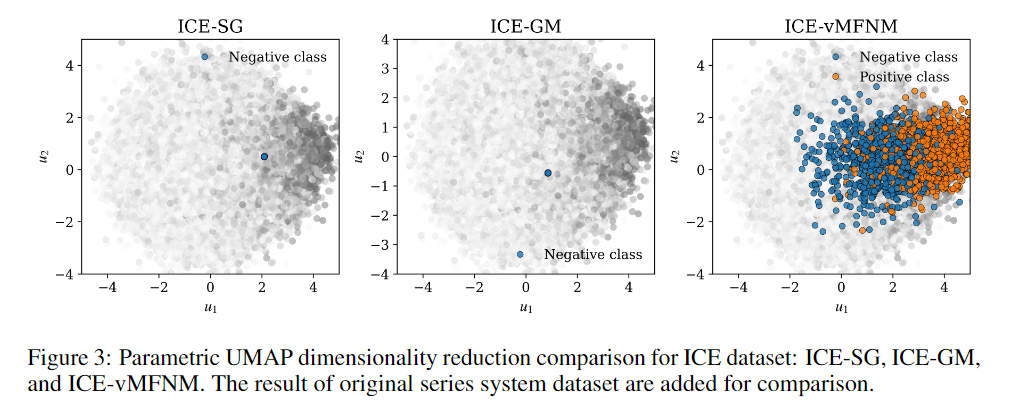 ICE-SG
ICE-GM
ICE-vMFNM
Negative class
Negative class
Negative class
Positive class
4
2
0
−2
−4
u2
−4
−2
0
2
4
u1
4
3
2
1
0
−1
−2
−3
−4
u2
−4
−2
0
2
4
u1
4
2
0
−2
−4
u2
−4
−2
0
2
4
u1
Figure 3: Parametric UMAP dimensionality reduction comparison for ICE dataset: ICE-SG, ICE-GM,
and ICE-vMFNM. The result of original series system dataset are added for comparison.